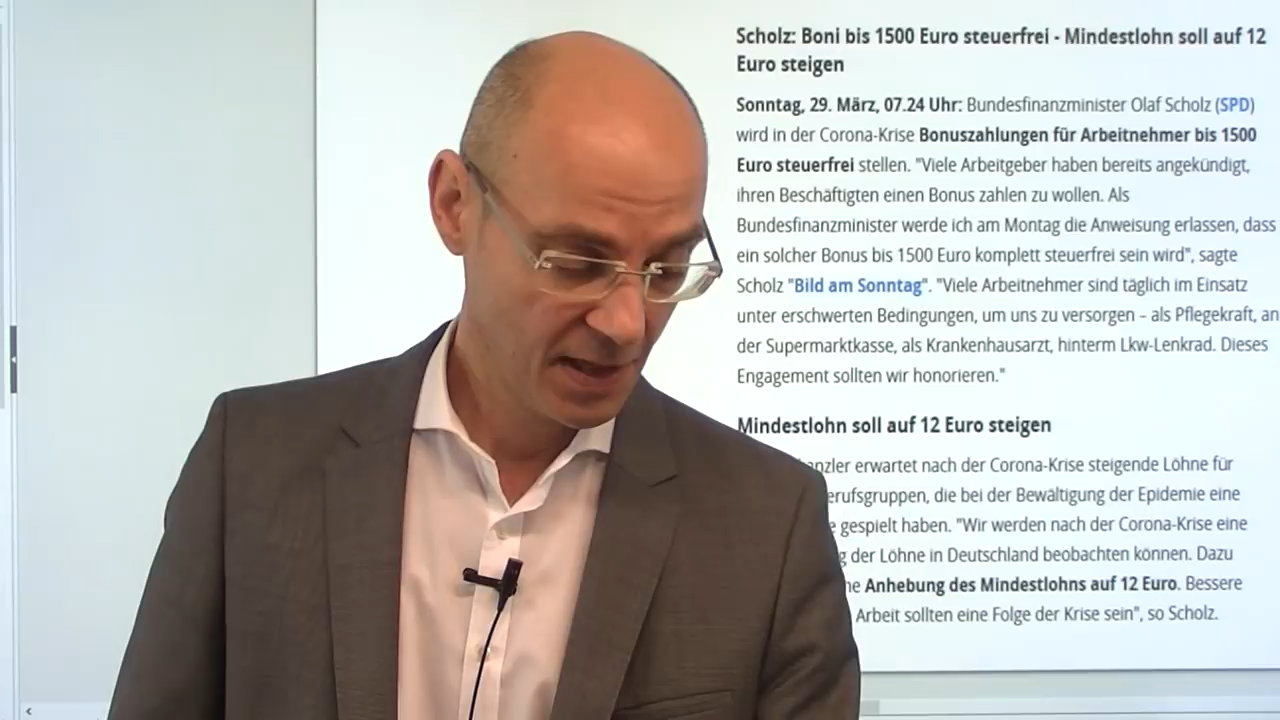 Scholz: Boni bis 1500 Euro steuerfrei - Mindestlohn soll auf 12
Euro steigen
Sonntag, 29. März, 07.24 Uhr: Bundesfinanzminister Olaf Scholz (SPD)
wird in der Corona-Krise Bonuszahlungen für Arbeitnehmer bis 1500
Euro steuerfrei stellen. "Viele Arbeitgeber haben bereits angekündigt,
ihren Beschäftigten einen Bonus zahlen zu wollen. Als
Bundesfinanzminister werde ich am Montag die Anweisung erlassen, dass
ein solcher Bonus bis 1500 Euro komplett steuerfrei sein wird", sagte
Scholz "Bild am Sonntag". "Viele Arbeitnehmer sind täglich im Einsatz
unter erschwerten Bedingungen, um uns zu versorgen – als Pflegekraft, an
der Supermarktkasse, als Krankenhausarzt, hinterm Lkw-Lenkrad. Dieses
Engagement sollten wir honorieren."
Mindestlohn soll auf 12 Euro steigen
erwartet nach der Corona-Krise steigende Löhne für
die bei der Bewältigung der Epidemie eine
gespielt haben. "Wir werden nach der Corona-Krise eine
der Löhne in Deutschland beobachten können. Dazu
Anhebung des Mindestlohns auf 12 Euro. Bessere
Arbeit sollten eine Folge der Krise sein", so Scholz.